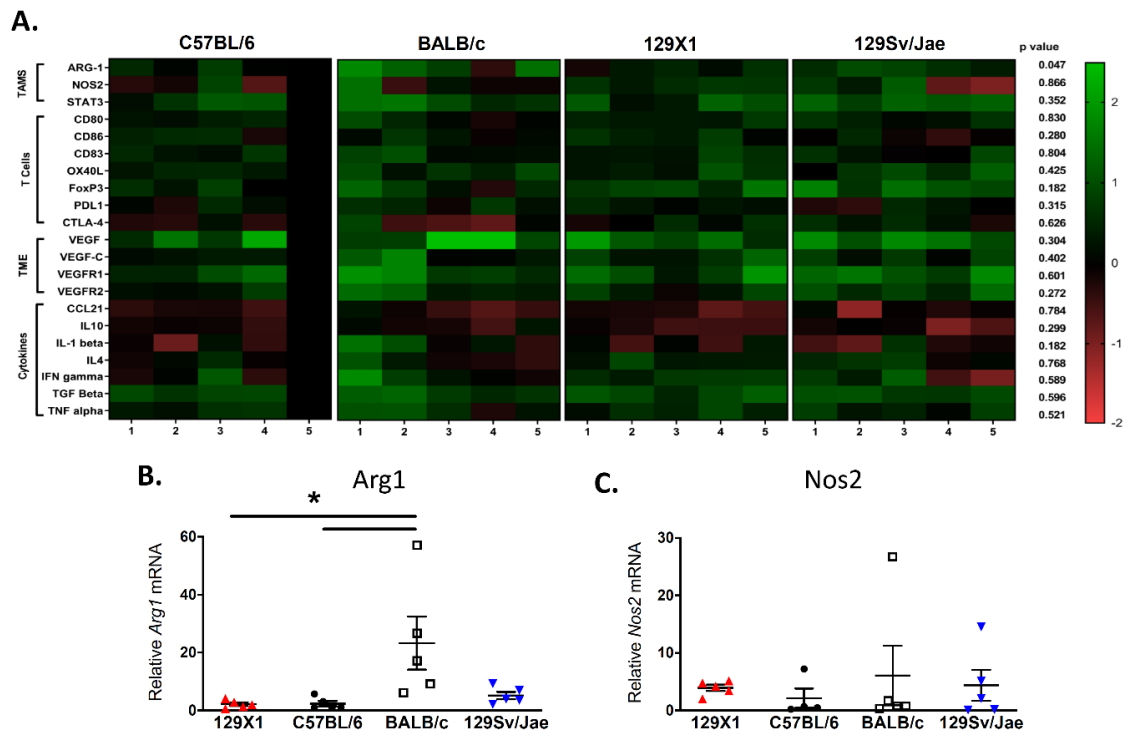 A.
C57BL/6 BALB/c 129X1 129Sv/Jae p value
TAMS
ARG-1 0.047
NOS2 0.866
STAT3 0.352
T Cells
CD80 0.830
CD86 0.280
CD83 0.804
OX40L 0.425
FoxP3 0.182
PDL1 0.315
CTLA-4 0.626
TME
VEGF 0.304
VEGF-C 0.402
VEGFR1 0.601
VEGFR2 0.272
Cytokines
CCL21 0.784
IL10 0.299
IL-1 beta 0.182
IL4 0.768
IFN gamma 0.589
TGF Beta 0.596
TNF alpha 0.521
1 2 3 4 5 1 2 3 4 5 1 2 3 4 5 1 2 3 4 5
2
1
0
-1
-2
B. Arg1
*
Relative Arg1 mRNA
60
40
20
0
129X1 C57BL/6 BALB/c 129Sv/Jae
C. Nos2
Relative Nos2 mRNA
30
20
10
0
129X1 C57BL/6 BALB/c 129Sv/Jae